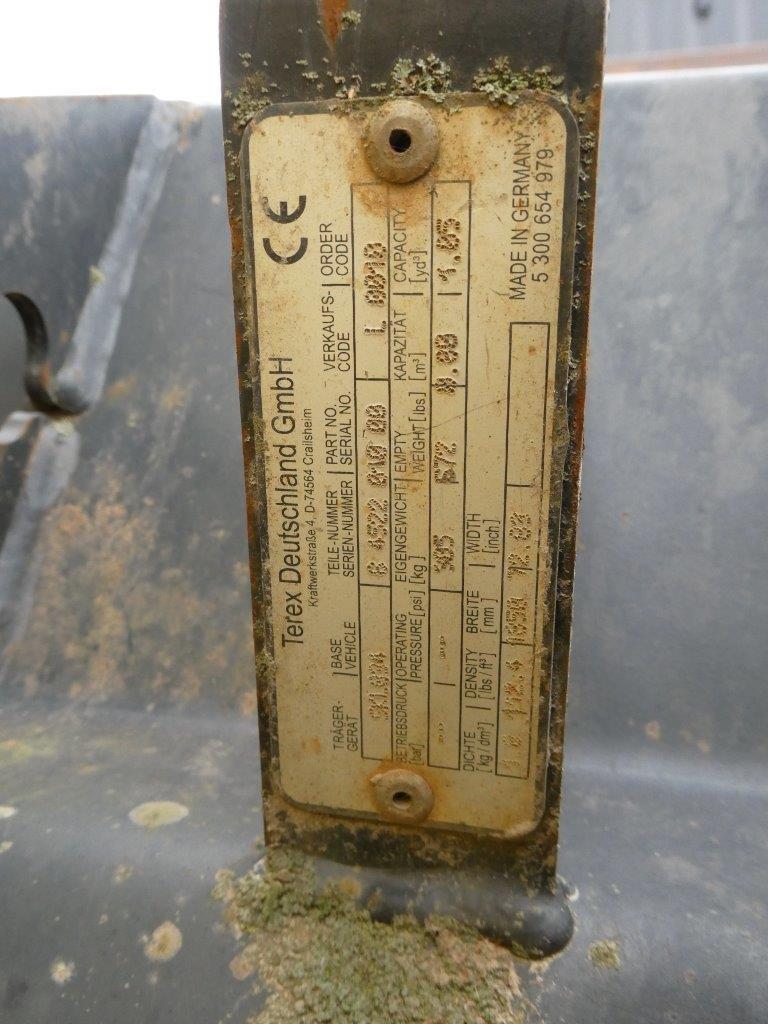 Terex Deutschland GmbH CE
Kraftwerkstraße 4, D-74564 Crailsheim
TRÄGER- | BASE TEILE-NUMMER | PART NO. VERKAUFS- | ORDER
GERÄT VEHICLE SERIEN-NUMMER | SERIAL NO. CODE CODE
L
BETRIEBSDRUCK | OPERATING EIGENGEWICHT | EMPTY KAPAZITÄT | CAPACITY
[bar] PRESSURE [psi] [kg] WEIGHT [lbs] [m³] [yd³]
-- | --
DICHTE | DENSITY BREITE | WIDTH
[kg / dm³] [lbs / ft³] [mm] [inch]
MADE IN GERMANY
5 300 654 979